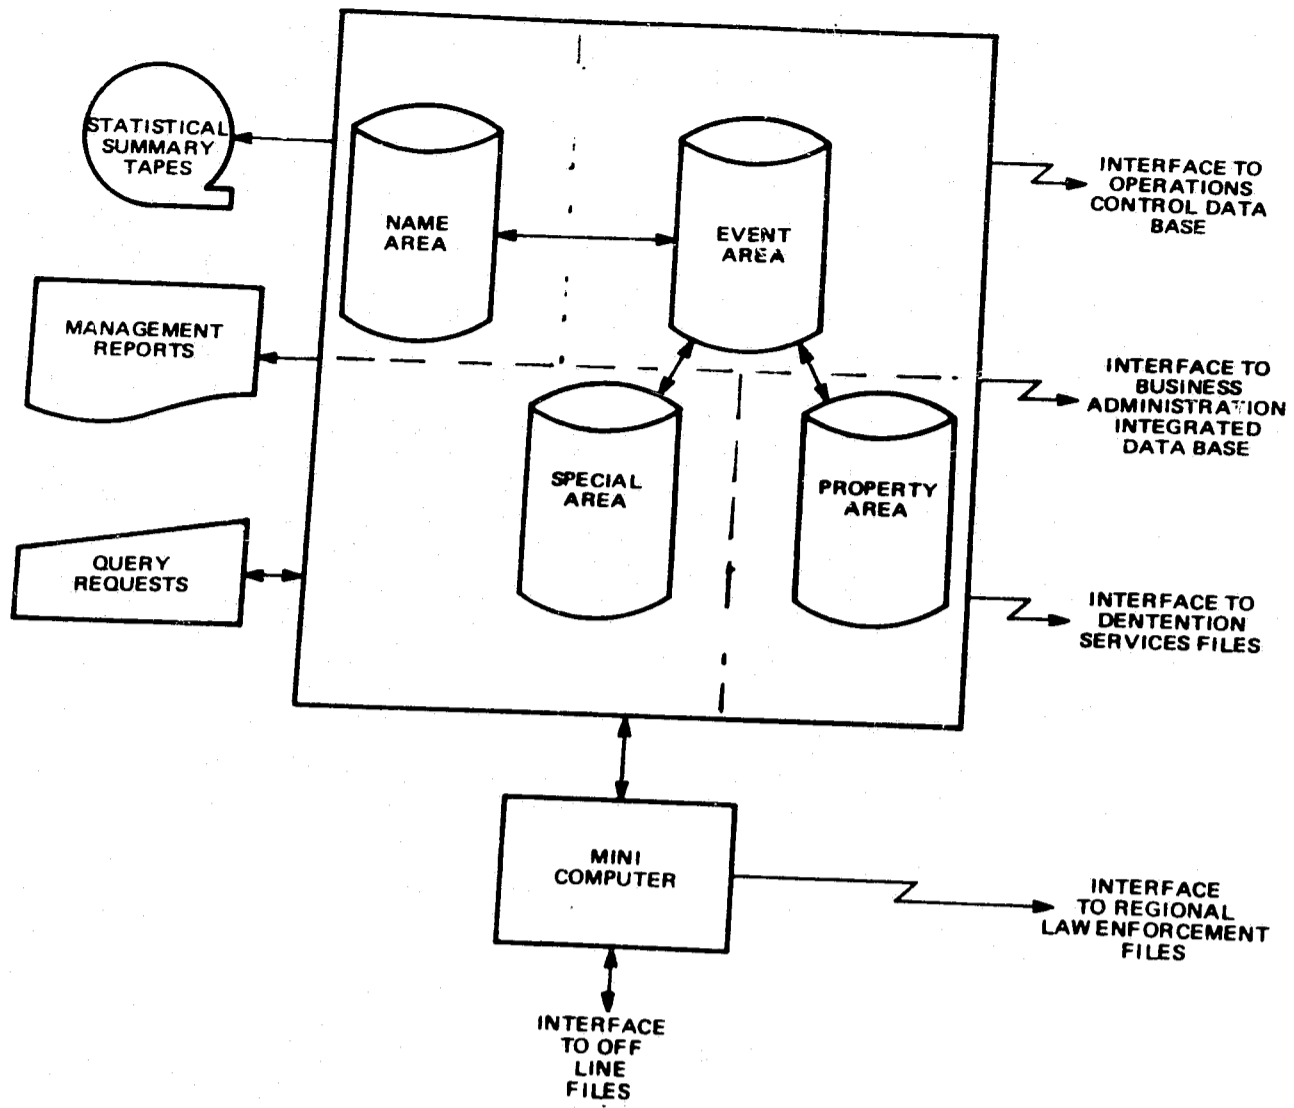 STATISTICAL
SUMMARY
TAPES
NAME
AREA
EVENT
AREA
INTERFACE TO
OPERATIONS
CONTROL DATA
BASE
MANAGEMENT
REPORTS
INTERFACE TO
BUSINESS
ADMINISTRATION
INTEGRATED
DATA BASE
SPECIAL
AREA
PROPERTY
AREA
QUERY
REQUESTS
INTERFACE TO
DENTENTION
SERVICES FILES
MINI
COMPUTER
INTERFACE
TO REGIONAL
LAW ENFORCEMENT
FILES
INTERFACE
TO OFF
LINE
FILES